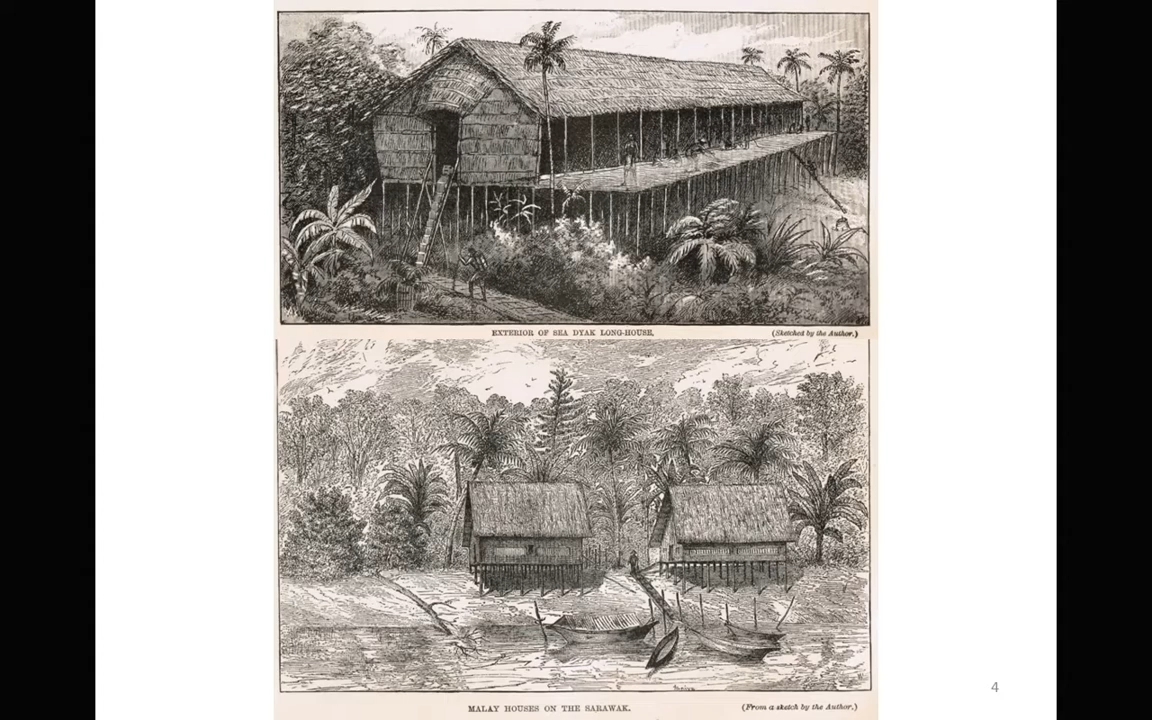 EXTERIOR OF SEA DYAK LONG-HOUSE. (Sketched by the Author.)
MALAY HOUSES ON THE SARAWAK. (From a sketch by the Author.)
4